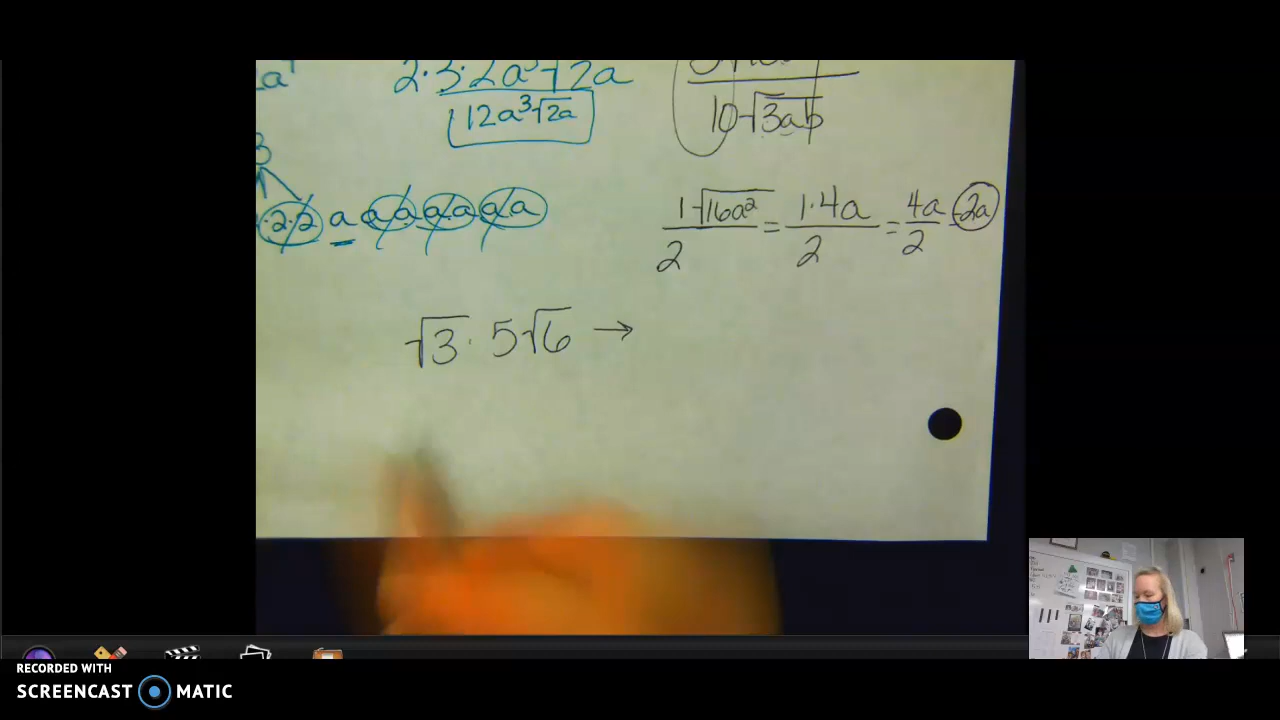 2·3·2a³√2a
12a³√2a
10√3ab
3
·2·2 a a·a a·a a·a
1√16a² / 2 = 1·4a / 2 = 4a / 2 = 2a
√3 · 5√6 →
RECORDED WITH
SCREENCAST MATIC